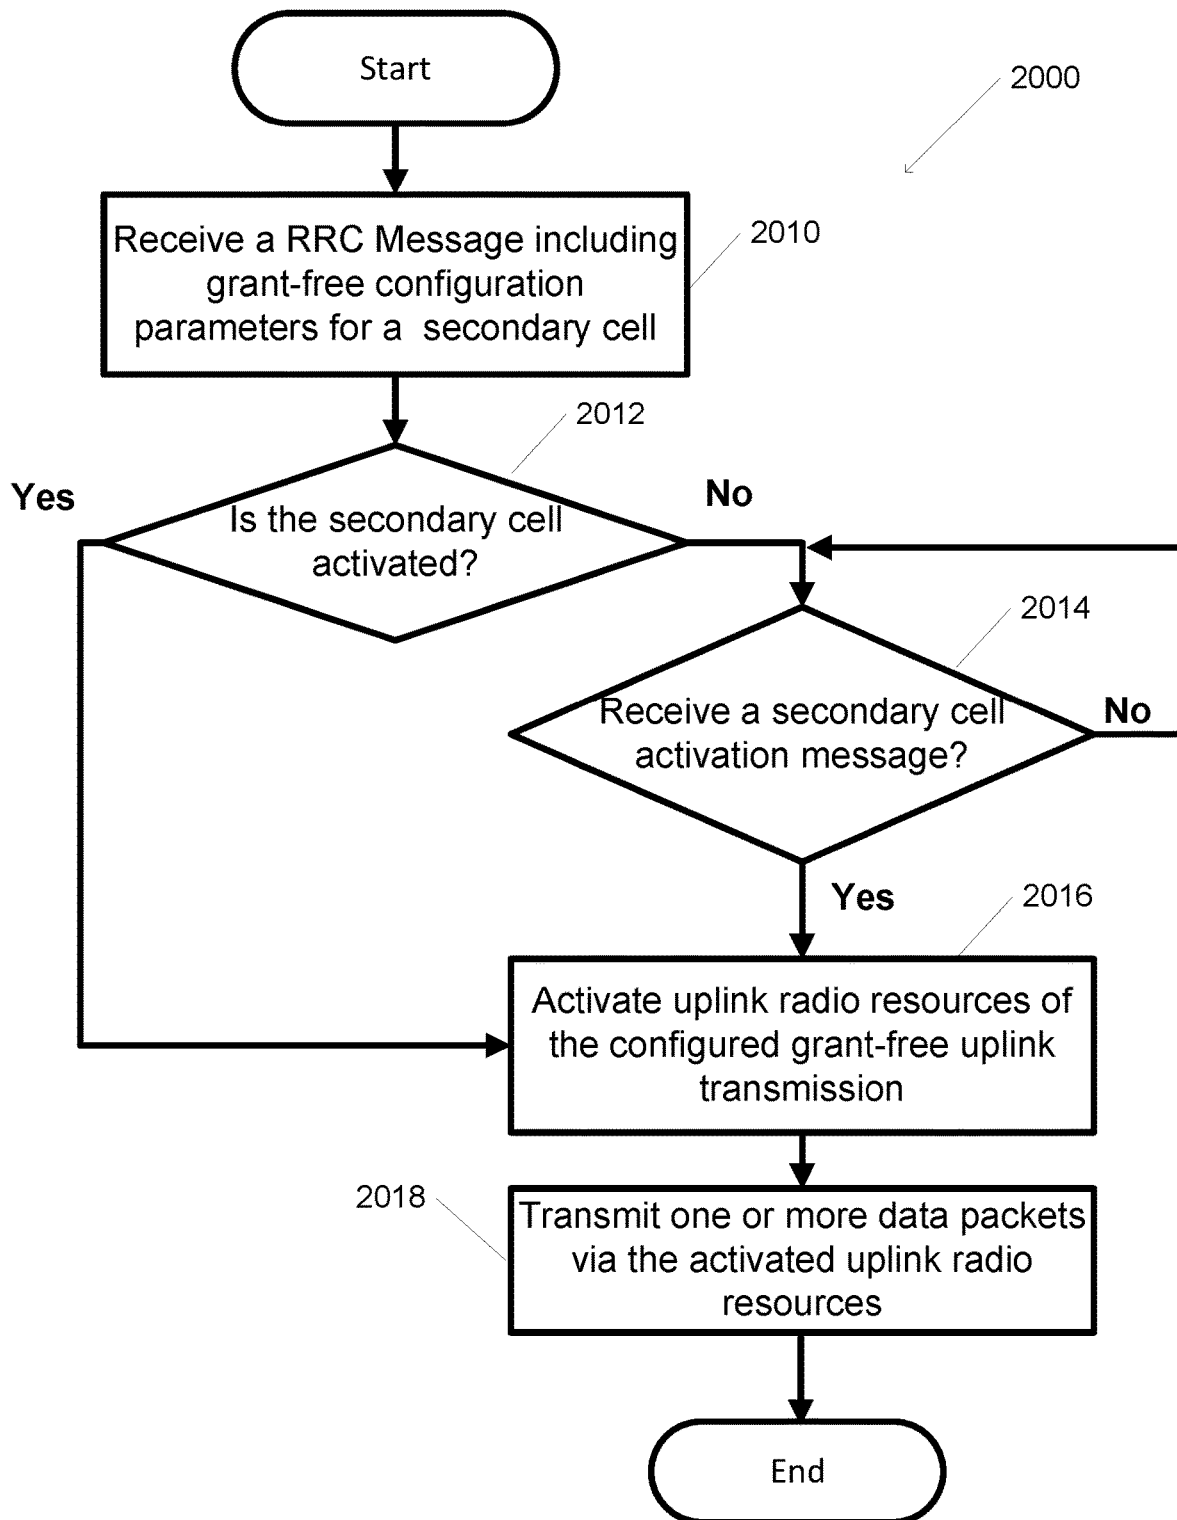 Start
2000
Receive a RRC Message including
grant-free configuration
parameters for a secondary cell
2010
2012
Yes
No
Is the secondary cell
activated?
2014
Receive a secondary cell
activation message?
No
Yes
2016
Activate uplink radio resources of
the configured grant-free uplink
transmission
2018
Transmit one or more data packets
via the activated uplink radio
resources
End